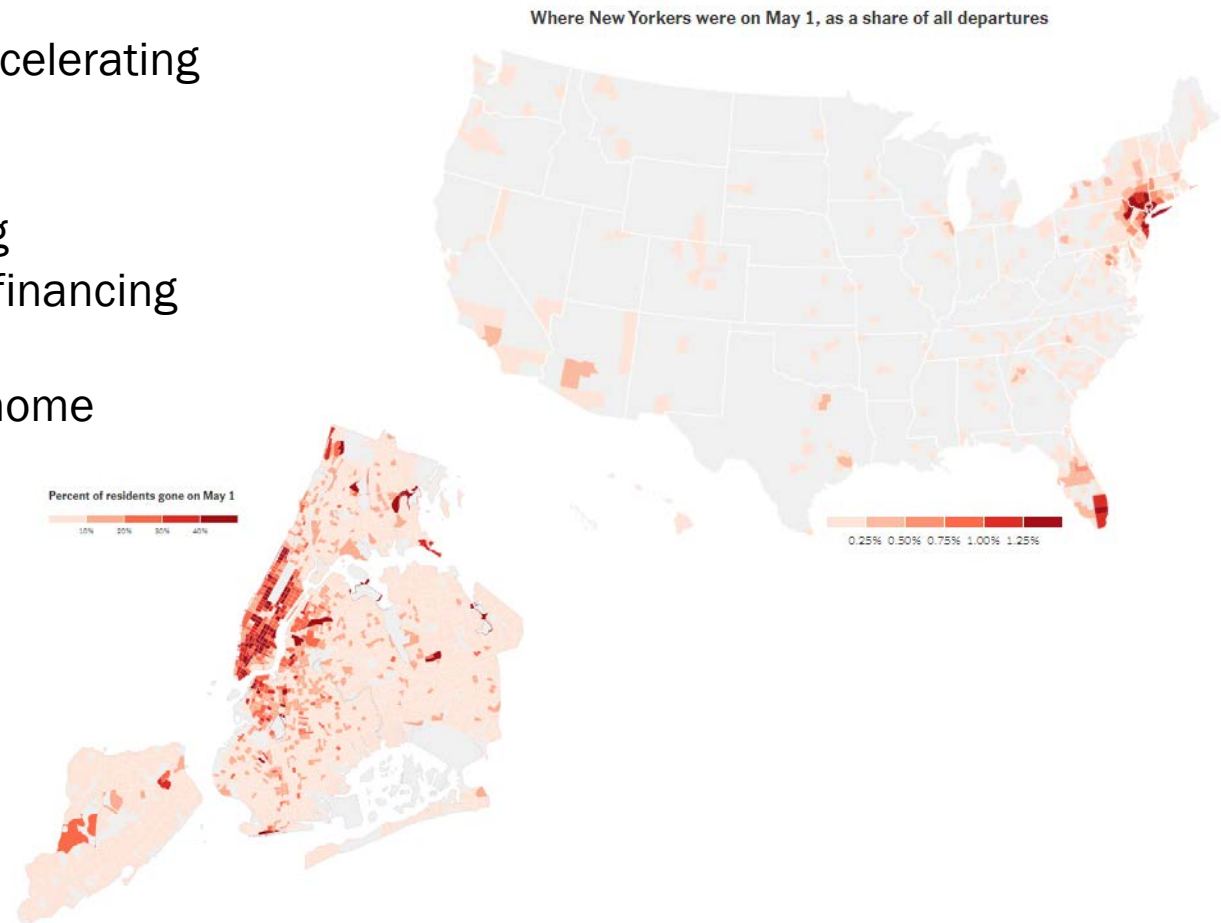 Where New Yorkers were on May 1, as a share of all departures
celerating
g
financing
home
Percent of residents gone on May 1
10% 20% 30% 40%
0.25% 0.50% 0.75% 1.00% 1.25%